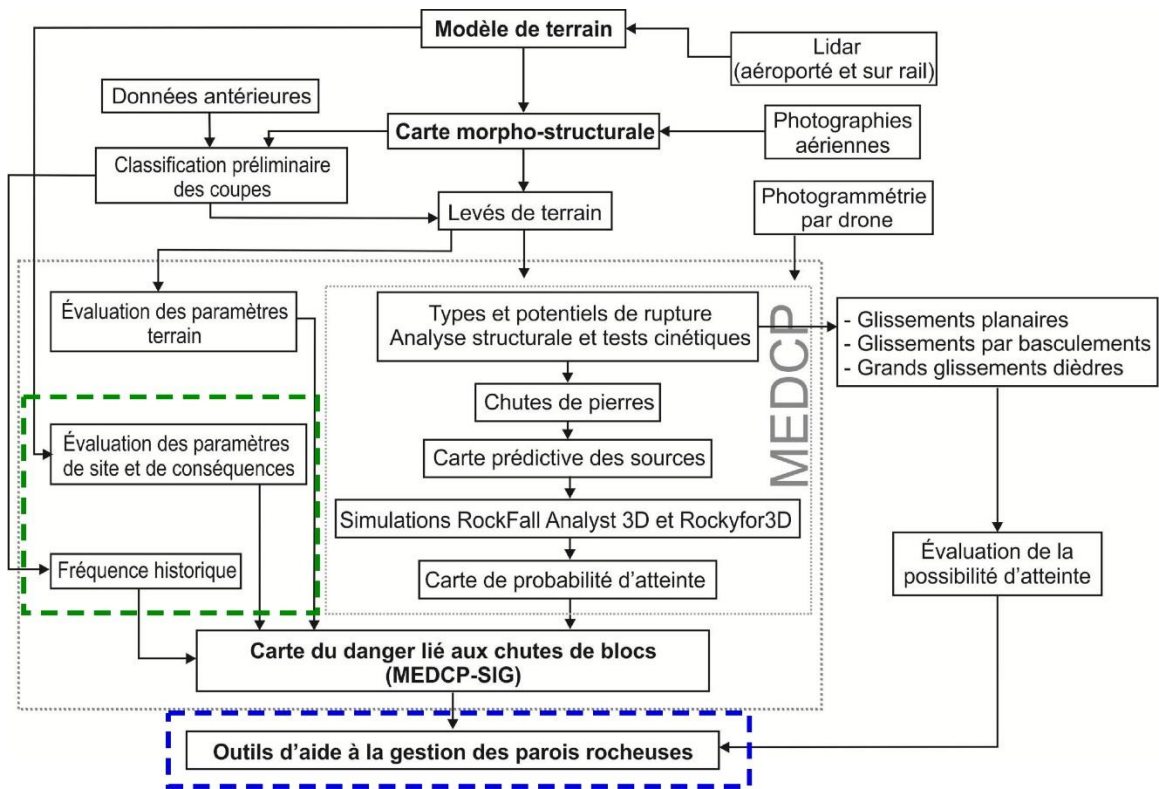 Modèle de terrain
Lidar
(aéroporté et sur rail)
Données antérieures
Carte morpho-structurale
Photographies
aériennes
Classification préliminaire
des coupes
Levés de terrain
Photogrammétrie
par drone
Évaluation des paramètres
terrain
Types et potentiels de rupture
Analyse structurale et tests cinétiques
MEDCP
- Glissements planaires
- Glissements par basculements
- Grands glissements dièdres
Chutes de pierres
Évaluation des paramètres
de site et de conséquences
Carte prédictive des sources
Simulations RockFall Analyst 3D et Rockyfor3D
Fréquence historique
Carte de probabilité d'atteinte
Évaluation de la
possibilité d'atteinte
Carte du danger lié aux chutes de blocs
(MEDCP-SIG)
Outils d'aide à la gestion des parois rocheuses